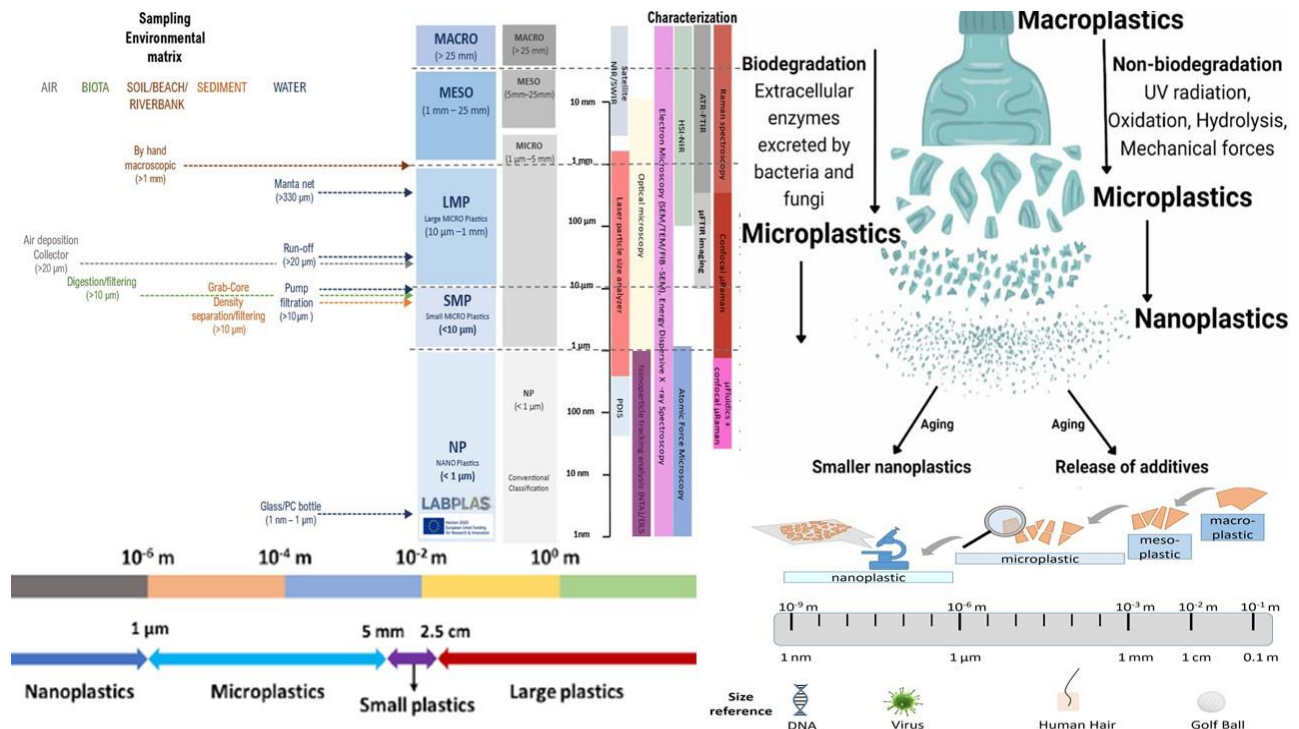 Sampling
Environmental
matrix
AIR
BIOTA
SOIL/BEACH/
RIVERBANK
SEDIMENT
WATER
By hand
macroscopic
(>1 mm)
Manta net
(>330 µm)
Air deposition
Collector
(>20 µm)
Run-off
(>20 µm)
Digestion/filtering
(>10 µm)
Grab-Core
Density
separation/filtering
(>10 µm)
Pump
filtration
(>10µm)
Glass/PC bottle
(1 nm – 1 µm)
MACRO
(> 25 mm)
MESO
(1 mm – 25 mm)
LMP
Large MICRO Plastics
(10 µm –1 mm)
SMP
Small MICRO Plastics
(<10 µm)
NP
NANO Plastics
(< 1 µm)
LABPLAS
Horizon 2020
European Union Funding
for Research & Innovation
MACRO
(> 25 mm)
MESO
(5mm-25mm)
MICRO
(1 µm –5 mm)
NP
(< 1 µm)
Conventional
Classification
Characterization
10 mm
1 mm
100 µm
10 µm
1 µm
100 nm
10 nm
1nm
Satellite
NIR/SWIR
Laser particle size analyzer
PDIS
Optical microscopy
Nanoparticle tracking analysis (NTA)/DLS
Electron Microscopy (SEM/TEM/FIB -SEM), Energy Dispersive X -ray Spectroscopy
HSI-NIR
Atomic Force Microscopy
ATR-FTIR
µFTIR imaging
Raman spectroscopy
Confocal µRaman
µFluidics +
confocal µRaman
10⁻⁶ m
10⁻⁴ m
10⁻² m
10⁰ m
1 µm
5 mm
2.5 cm
Nanoplastics
Microplastics
Small plastics
Large plastics
Macroplastics
Biodegradation
Extracellular
enzymes
excreted by
bacteria and
fungi
Microplastics
Non-biodegradation
UV radiation,
Oxidation, Hydrolysis,
Mechanical forces
Microplastics
Nanoplastics
Aging
Aging
Smaller nanoplastics
Release of additives
nanoplastic
microplastic
meso-
plastic
macro-
plastic
10⁻⁹ m
10⁻⁶ m
10⁻³ m
10⁻² m
10⁻¹ m
1 nm
1 µm
1 mm
1 cm
0.1 m
Size
reference
DNA
Virus
Human Hair
Golf Ball